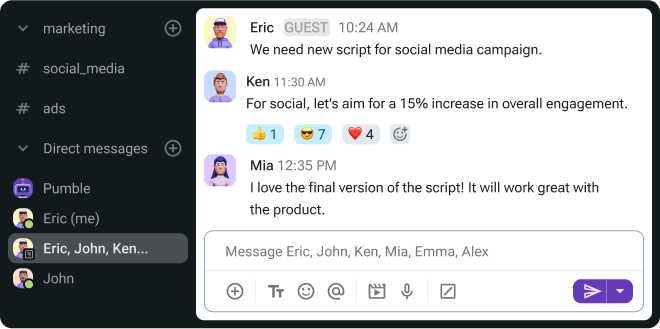 marketing
# social_media
# ads
Direct messages
Pumble
Eric (me)
Eric, John, Ken...
John
Eric GUEST 10:24 AM
We need new script for social media campaign.
Ken 11:30 AM
For social, let's aim for a 15% increase in overall engagement.
👍 1 😎 7 ❤️ 4
Mia 12:35 PM
I love the final version of the script! It will work great with
the product.
Message Eric, John, Ken, Mia, Emma, Alex
TT @